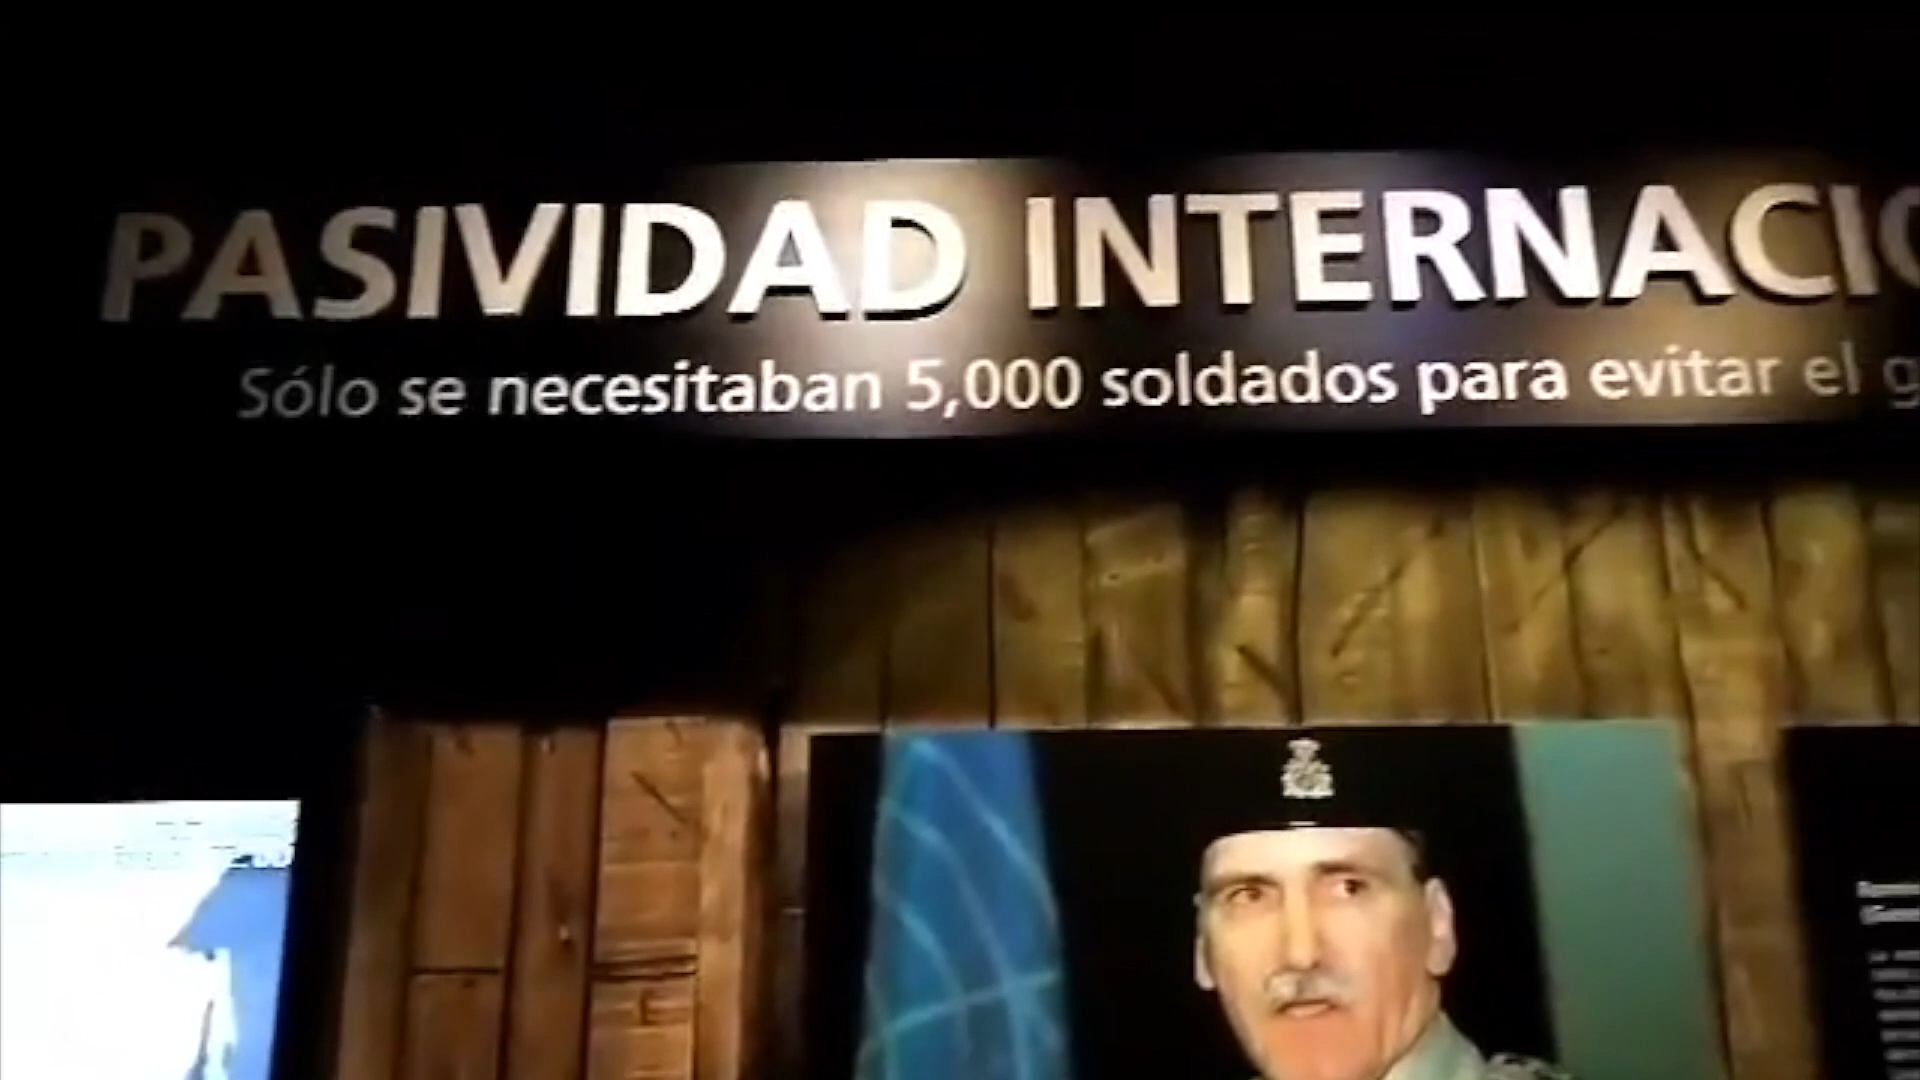 PASIVIDAD INTERNACIO
Sólo se necesitaban 5,000 soldados para evitar el g